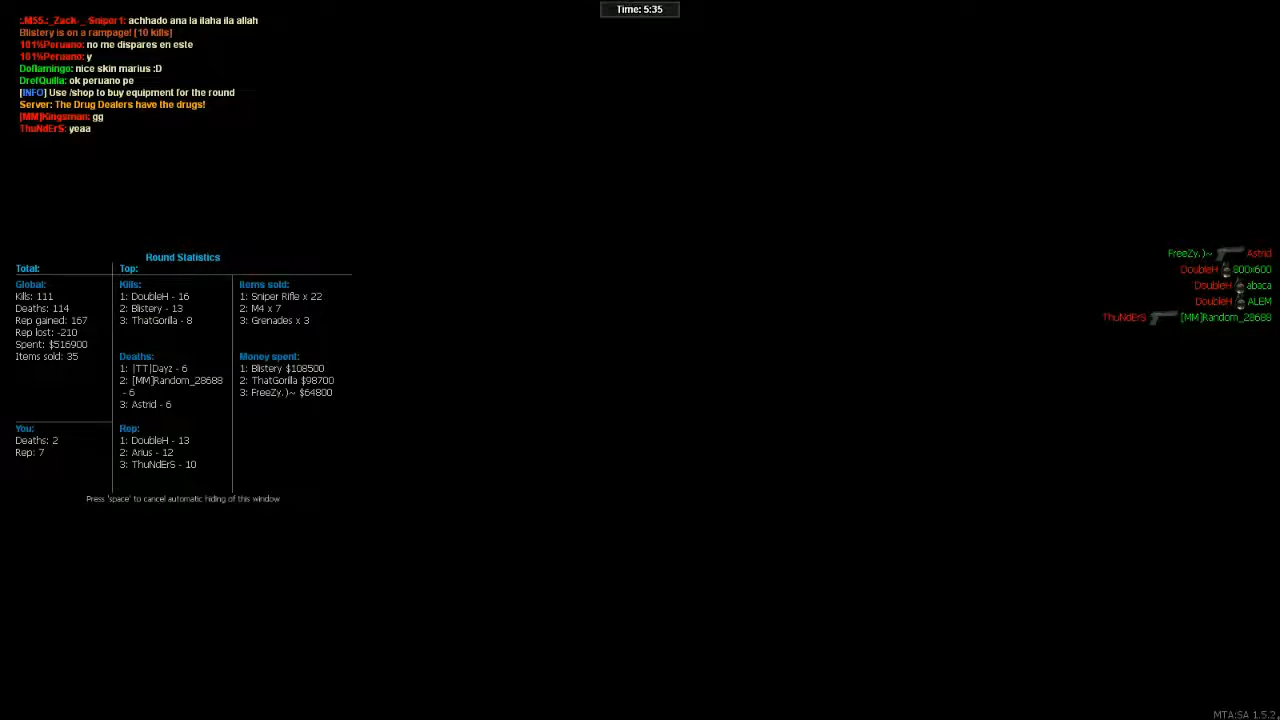 Time: 5:35
:.M55.:_Zack-_-Sniper1: achhado ana la ilaha ila allah
Blistery is on a rampage! [10 kills]
101%Peruano: no me dispares en este
101%Peruano: y
Doflamingo: nice skin marius :D
DrefQuilla: ok peruano pe
[INFO] Use /shop to buy equipment for the round
Server: The Drug Dealers have the drugs!
[MM]Kingsman: gg
ThuNdErS: yeaa
FreeZy.)~ Astrid
DoubleH 800x600
DoubleH abaca
DoubleH ALEM
ThuNdErS [MM]Random_28688
Round Statistics
Total:
Global:
Kills: 111
Deaths: 114
Rep gained: 167
Rep lost: -210
Spent: $516900
Items sold: 35
You:
Deaths: 2
Rep: 7
Top:
Kills:
1: DoubleH - 16
2: Blistery - 13
3: ThatGorilla - 8
Deaths:
1: |TT|Dayz - 6
2: [MM]Random_28688
- 6
3: Astrid - 6
Rep:
1: DoubleH - 13
2: Arius - 12
3: ThuNdErS - 10
Items sold:
1: Sniper Rifle x 22
2: M4 x 7
3: Grenades x 3
Money spent:
1: Blistery $108500
2: ThatGorilla $98700
3: FreeZy.)~ $64800
Press 'space' to cancel automatic hiding of this window
MTA:SA 1.5.2